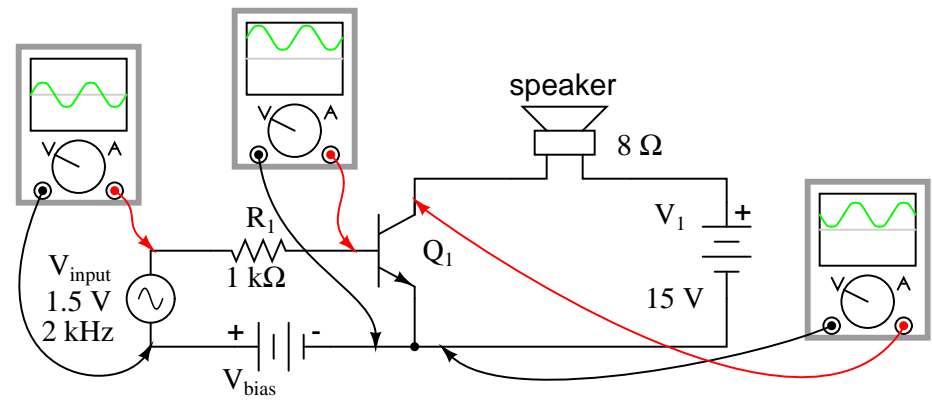 V A
V A
speaker
8 Ω
V1
+
15 V
Q1
R1
1 kΩ
Vinput
1.5 V
2 kHz
+ -
Vbias
V A